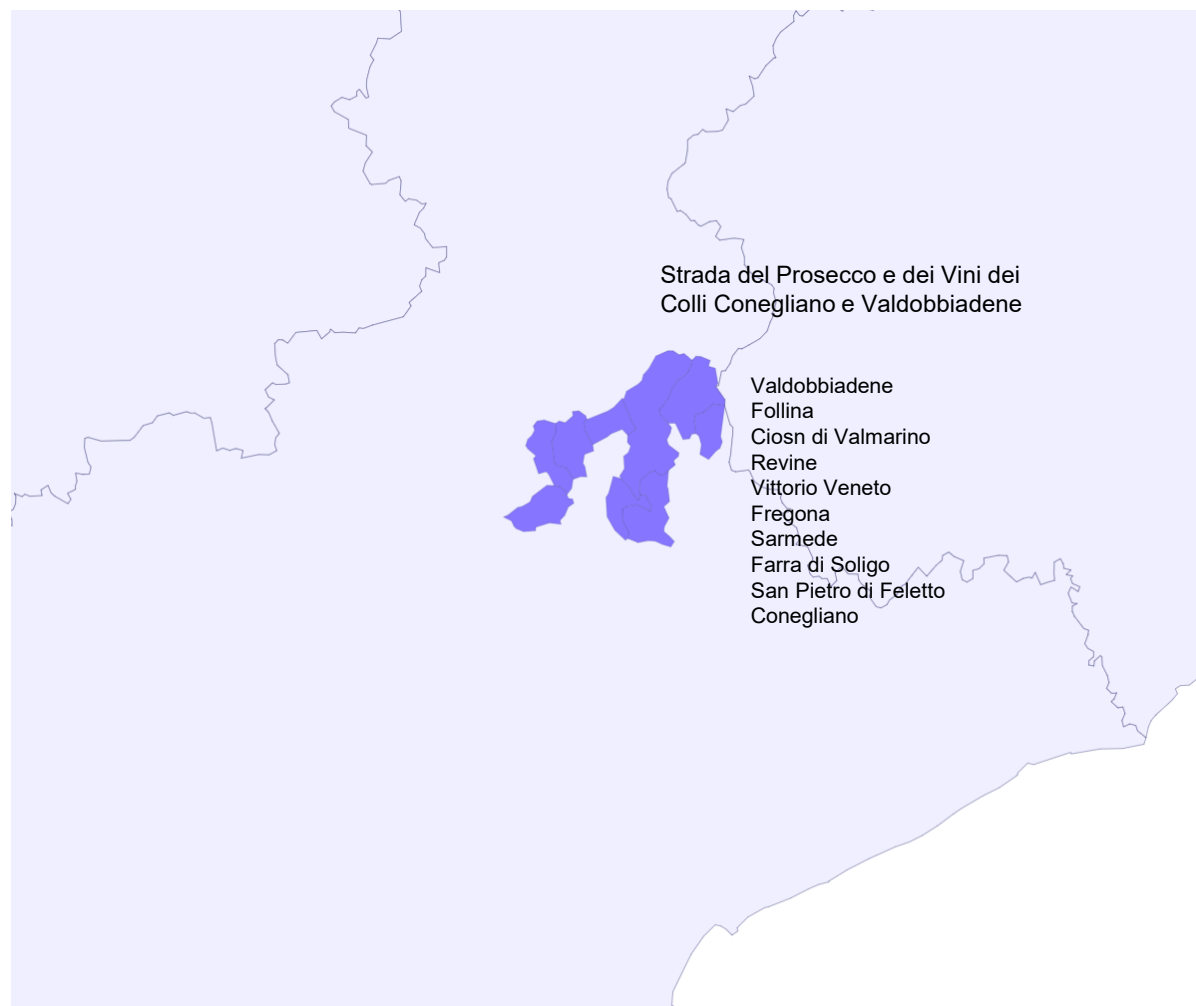 Strada del Prosecco e dei Vini dei
Colli Conegliano e Valdobbiadene
Valdobbiadene
Follina
Ciosn di Valmarino
Revine
Vittorio Veneto
Fregona
Sarmede
Farra di Soligo
San Pietro di Feletto
Conegliano